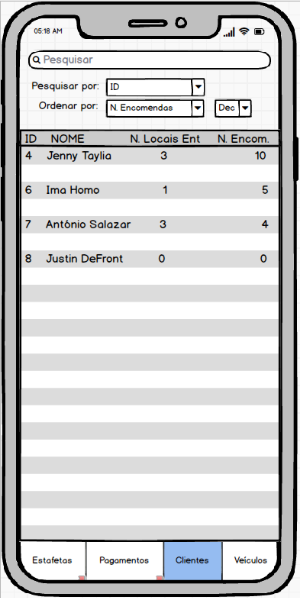 05:18 AM
Pesquisar
Pesquisar por: ID
Ordenar por: N. Encomendas Dec
ID NOME N. Locais Ent N. Encom.
4 Jenny Taylia 3 10
6 Ima Homo 1 5
7 António Salazar 3 4
8 Justin DeFront 0 0
Estafetas Pagamentos Clientes Veículos